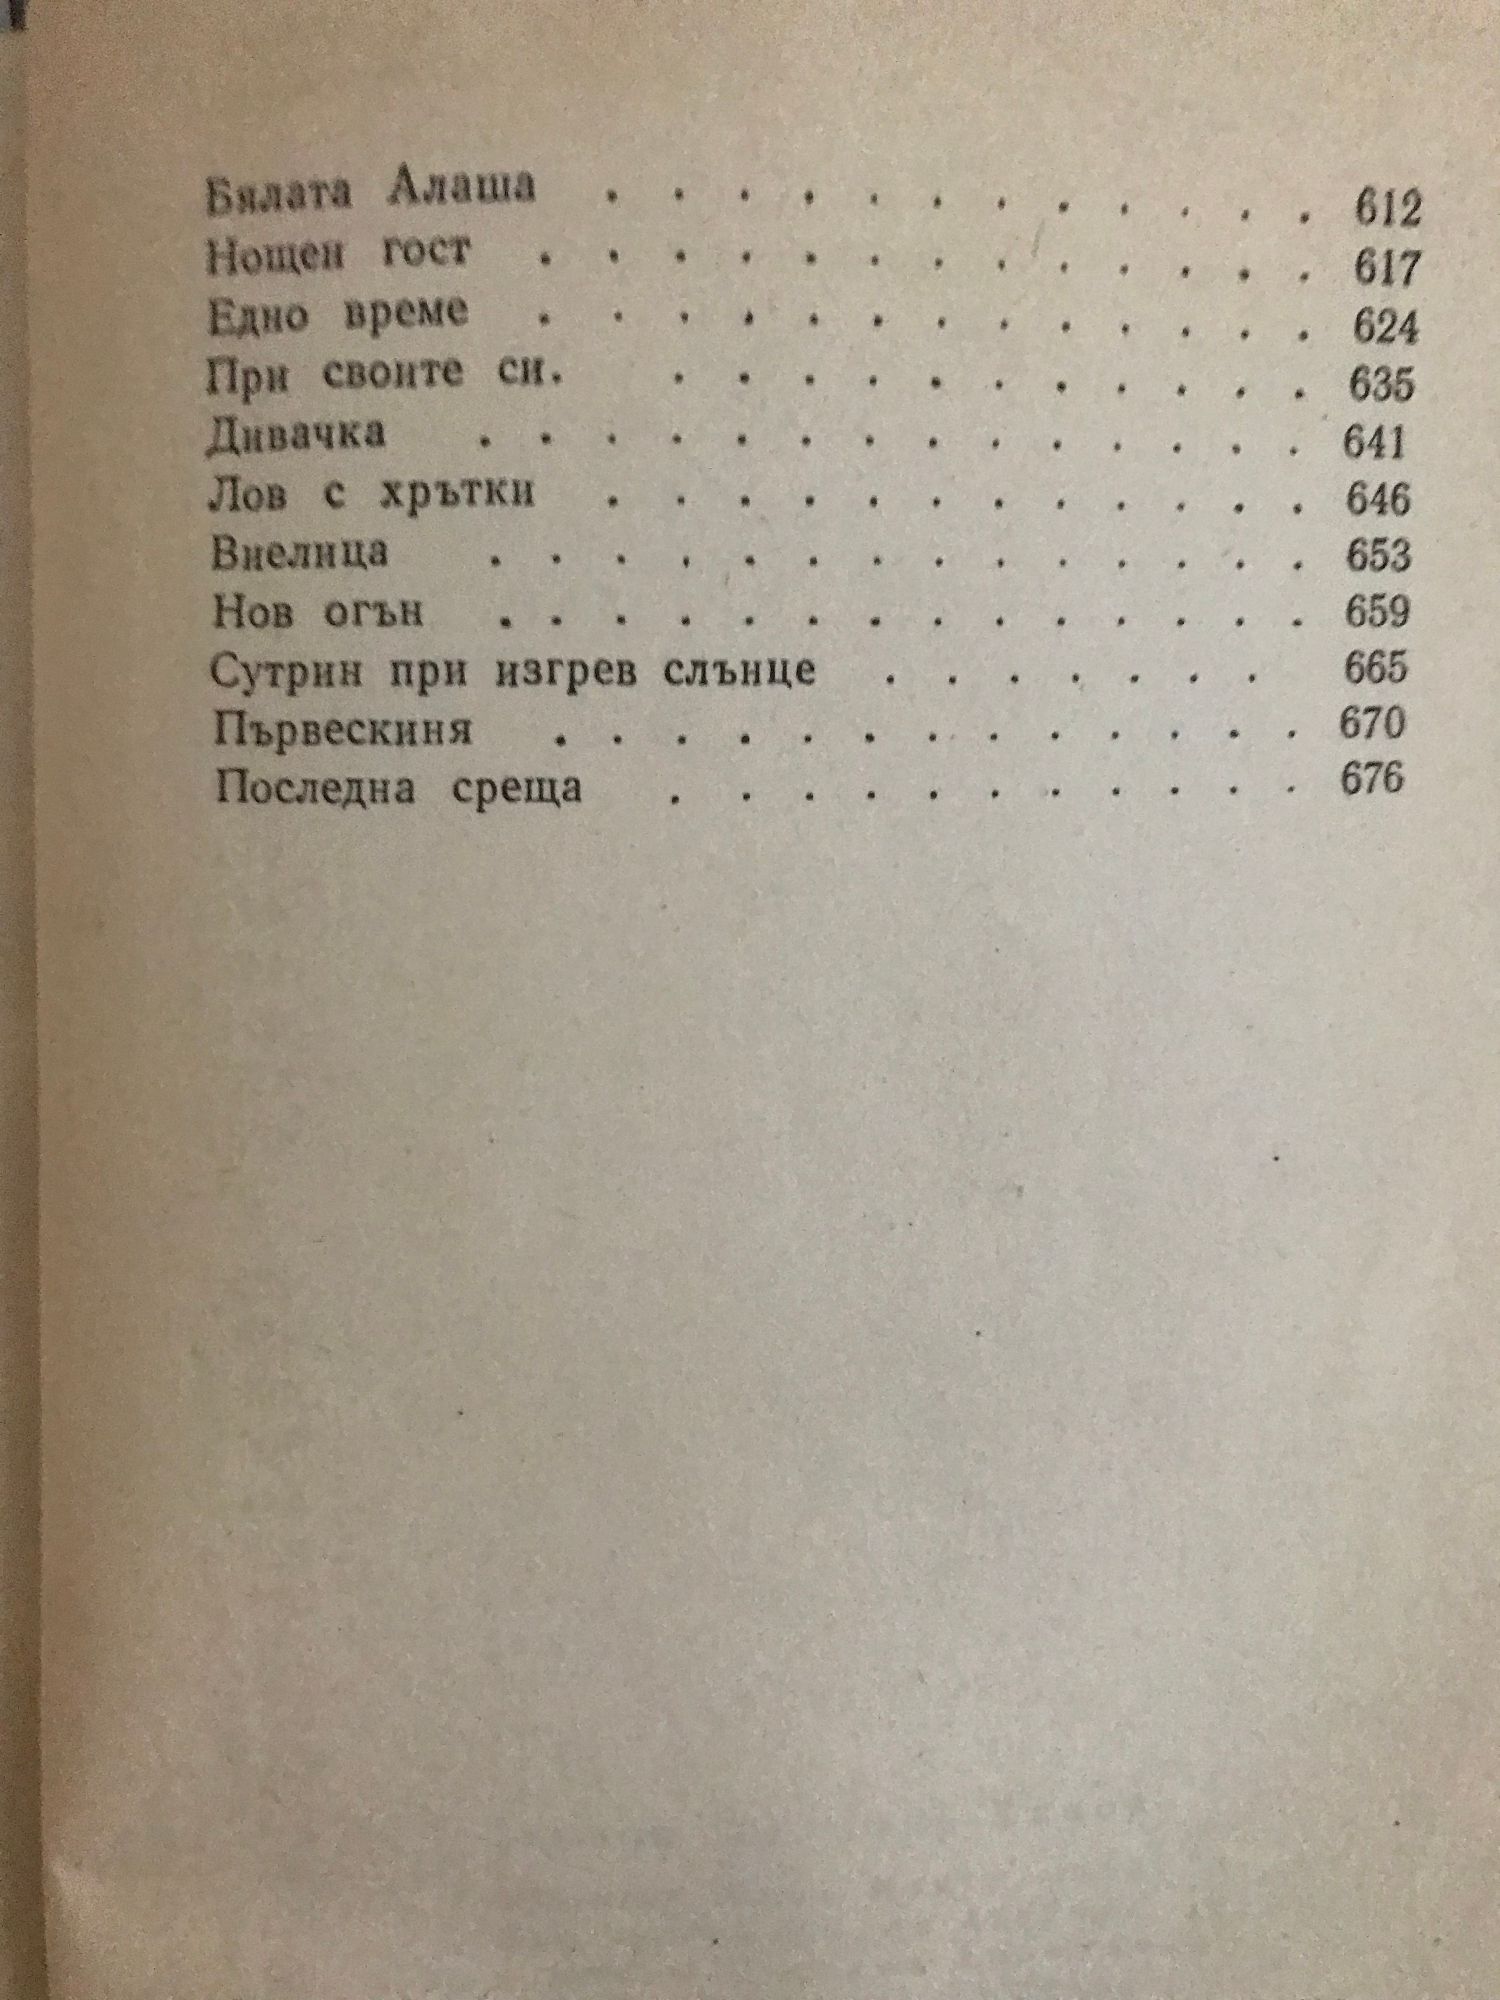 Бялата Алаша . . . . . . . . . . . . 612
Нощен гост . . . . . . . . . . . . . 617
Едно време . . . . . . . . . . . . . 624
При своите си. . . . . . . . . . . . 635
Дивачка . . . . . . . . . . . . . . 641
Лов с хрътки . . . . . . . . . . . . 646
Виелица . . . . . . . . . . . . . . 653
Нов огън . . . . . . . . . . . . . . 659
Сутрин при изгрев слънце . . . . . . . 665
Първескиня . . . . . . . . . . . . . 670
Последна среща . . . . . . . . . . . 676